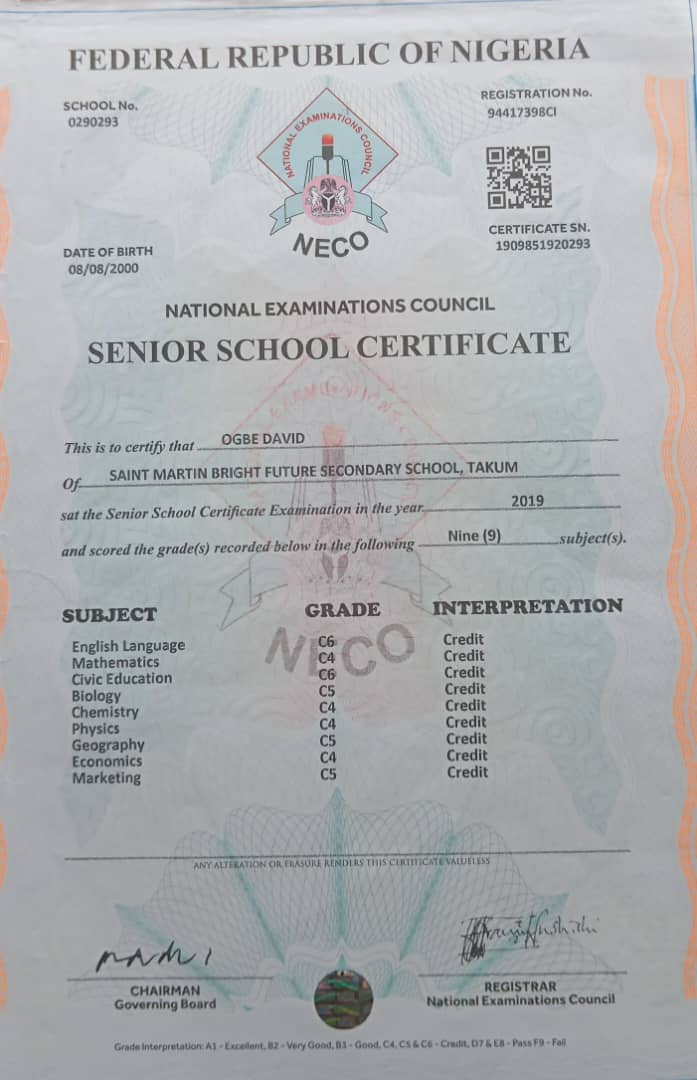 FEDERAL REPUBLIC OF NIGERIA
SCHOOL No.
0290293
REGISTRATION No.
94417398CI
NATIONAL EXAMINATIONS COUNCIL
NECO
CERTIFICATE SN.
1909851920293
DATE OF BIRTH
08/08/2000
NATIONAL EXAMINATIONS COUNCIL
SENIOR SCHOOL CERTIFICATE
This is to certify that OGBE DAVID
Of SAINT MARTIN BRIGHT FUTURE SECONDARY SCHOOL, TAKUM
sat the Senior School Certificate Examination in the year 2019
and scored the grade(s) recorded below in the following Nine (9) subject(s).
SUBJECT GRADE INTERPRETATION
English Language C6 Credit
Mathematics C4 Credit
Civic Education C6 Credit
Biology C5 Credit
Chemistry C4 Credit
Physics C4 Credit
Geography C5 Credit
Economics C4 Credit
Marketing C5 Credit
NECO
ANY ALTERATION OR ERASURE RENDERS THIS CERTIFICATE VALUELESS
CHAIRMAN
Governing Board
REGISTRAR
National Examinations Council
Grade Interpretation: A1 - Excellent, B2 - Very Good, B3 - Good, C4, C5 & C6 - Credit, D7 & E8 - Pass F9 - Fail